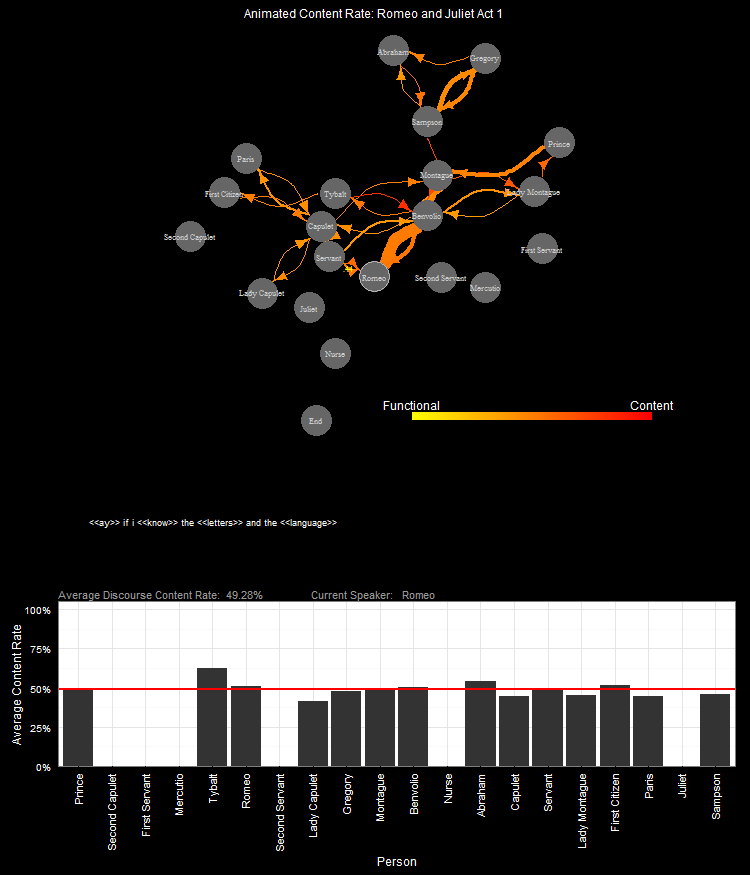 Animated Content Rate: Romeo and Juliet Act 1
Abraham
Gregory
Sampson
Prince
Paris
Montague
First Citizen
Tybalt
Lady Montague
Benvolio
Capulet
Second Capulet
First Servant
Servant
Romeo
Second Servant
Mercutio
Lady Capulet
Juliet
Nurse
Functional Content
End
<<ay>> if i <<know>> the <<letters>> and the <<language>>
Average Discourse Content Rate: 49.28% Current Speaker: Romeo
100%
75%
50%
25%
0%
Average Content Rate
Prince
Second Capulet
First Servant
Mercutio
Tybalt
Romeo
Second Servant
Lady Capulet
Gregory
Montague
Benvolio
Nurse
Abraham
Capulet
Servant
Lady Montague
First Citizen
Paris
Juliet
Sampson
Person